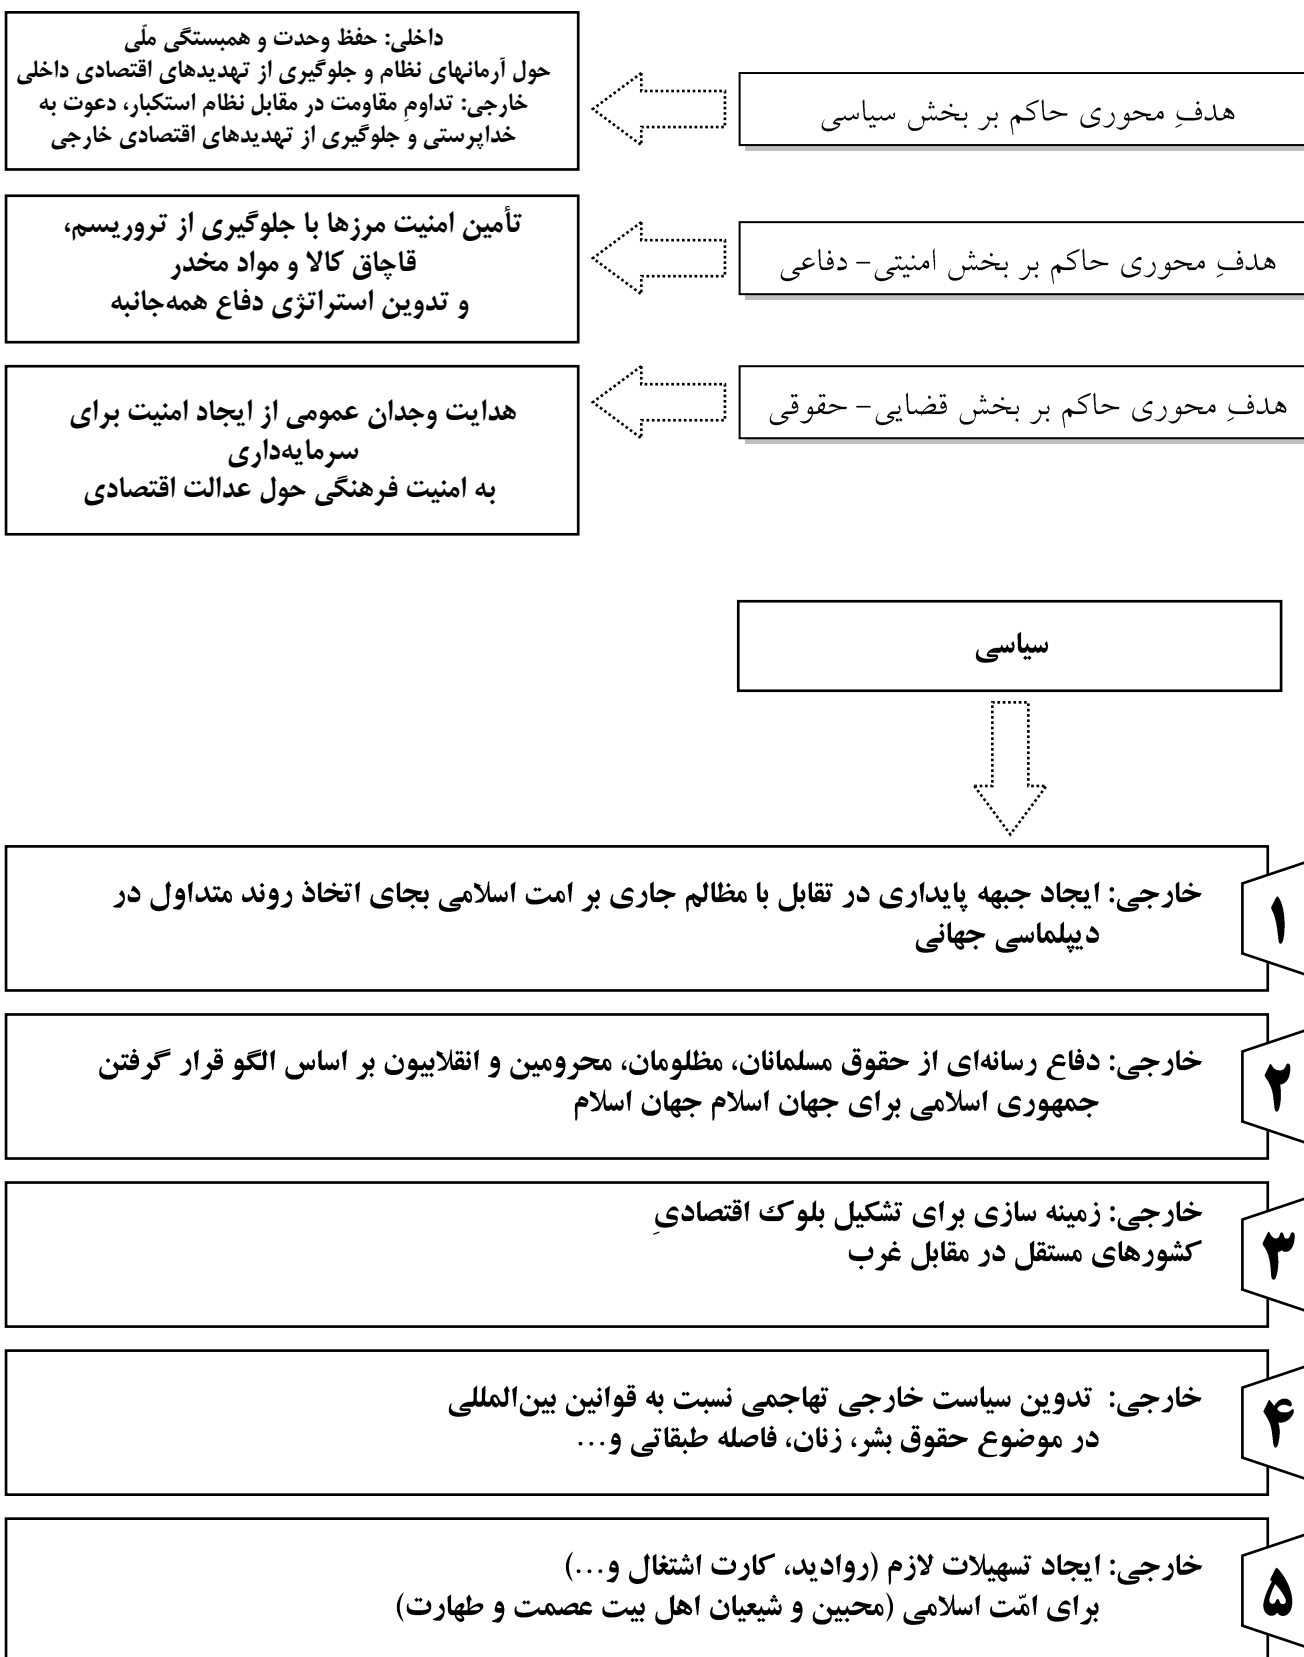 هدفِ محوری حاکم بر بخش سیاسی
داخلی: حفظ وحدت و همبستگی ملّی
حول آرمانهای نظام و جلوگیری از تهدیدهای اقتصادی داخلی
خارجی: تداومِ مقاومت در مقابل نظام استکبار، دعوت به
خداپرستی و جلوگیری از تهدیدهای اقتصادی خارجی
هدفِ محوری حاکم بر بخش امنیتی- دفاعی
تأمین امنیت مرزها با جلوگیری از تروریسم،
قاچاق کالا و مواد مخدر
و تدوین استراتژی دفاع همه‌جانبه
هدفِ محوری حاکم بر بخش قضایی- حقوقی
هدایت وجدان عمومی از ایجاد امنیت برای
سرمایه‌داری
به امنیت فرهنگی حول عدالت اقتصادی
سیاسی
۱
خارجی: ایجاد جبهه پایداری در تقابل با مظالم جاری بر امت اسلامی بجای اتخاذ روند متداول در
دیپلماسی جهانی
۲
خارجی: دفاع رسانه‌ای از حقوق مسلمانان، مظلومان، محرومین و انقلابیون بر اساس الگو قرار گرفتن
جمهوری اسلامی برای جهان اسلام جهان اسلام
۳
خارجی: زمینه سازی برای تشکیل بلوک اقتصادیِ
کشورهای مستقل در مقابل غرب
۴
خارجی: تدوین سیاست خارجی تهاجمی نسبت به قوانین بین‌المللی
در موضوع حقوق بشر، زنان، فاصله طبقاتی و...
۵
خارجی: ایجاد تسهیلات لازم (روادید، کارت اشتغال و...)
برای امّت اسلامی (محبین و شیعیان اهل بیت عصمت و طهارت)